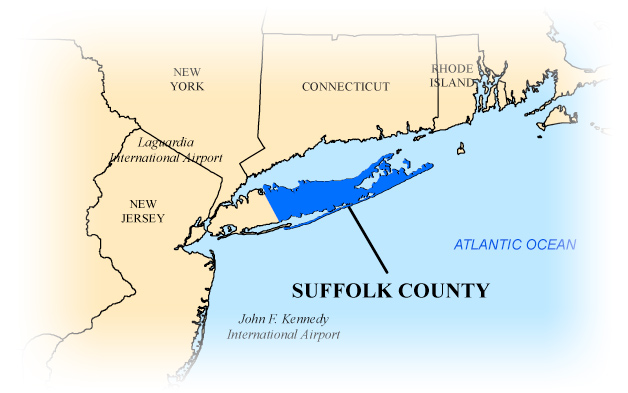 NEW
YORK
CONNECTICUT
RHODE
ISLAND
Laguardia
International Airport
NEW
JERSEY
ATLANTIC OCEAN
SUFFOLK COUNTY
John F. Kennedy
International Airport